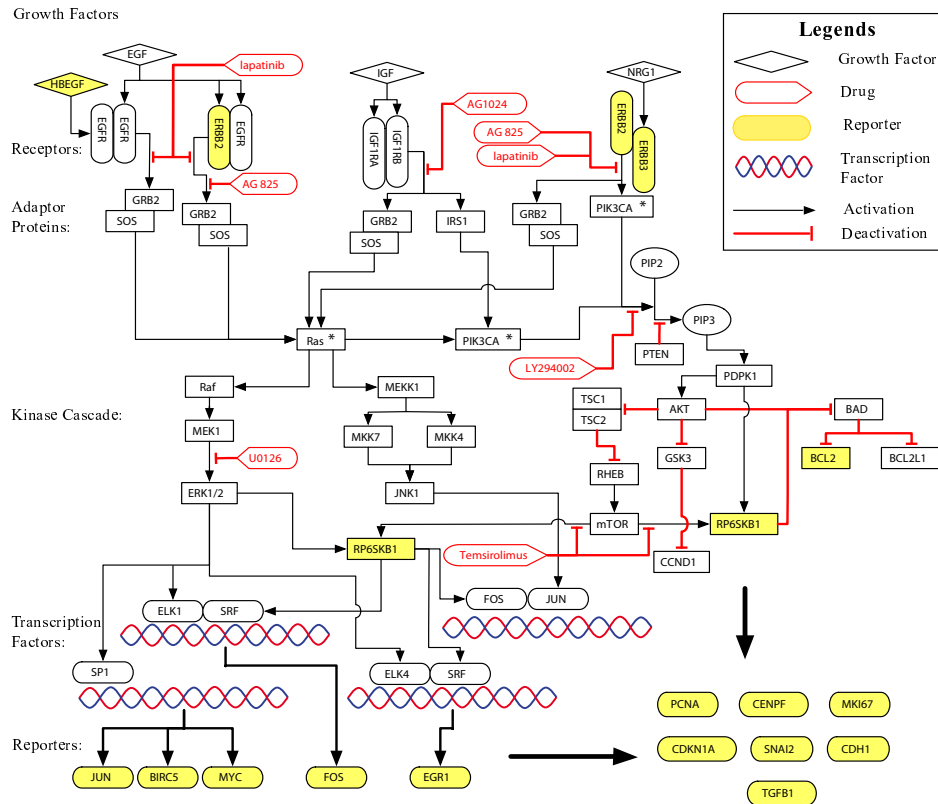 Growth Factors
EGF
lapatinib
HBEGF
IGF
NRG1
EGFR
EGFR
ERBB2
EGFR
IGF1RA
IGF1RB
AG1024
AG 825
lapatinib
ERBB2
ERBB3
Receptors:
AG 825
Adaptor
Proteins:
GRB2
SOS
GRB2
SOS
GRB2
SOS
IRS1
GRB2
SOS
PIK3CA *
PIP2
PIP3
Ras *
PIK3CA *
PTEN
LY294002
PDPK1
Kinase Cascade:
Raf
MEKK1
TSC1
TSC2
AKT
BAD
MEK1
MKK7
MKK4
GSK3
BCL2
BCL2L1
U0126
RHEB
ERK1/2
JNK1
mTOR
RP6SKB1
RP6SKB1
Temsirolimus
CCND1
Transcription
Factors:
ELK1
SRF
FOS
JUN
SP1
ELK4
SRF
Reporters:
JUN
BIRC5
MYC
FOS
EGR1
PCNA
CENPF
MKI67
CDKN1A
SNAI2
CDH1
TGFB1
Legends
Growth Factor
Drug
Reporter
Transcription
Factor
Activation
Deactivation